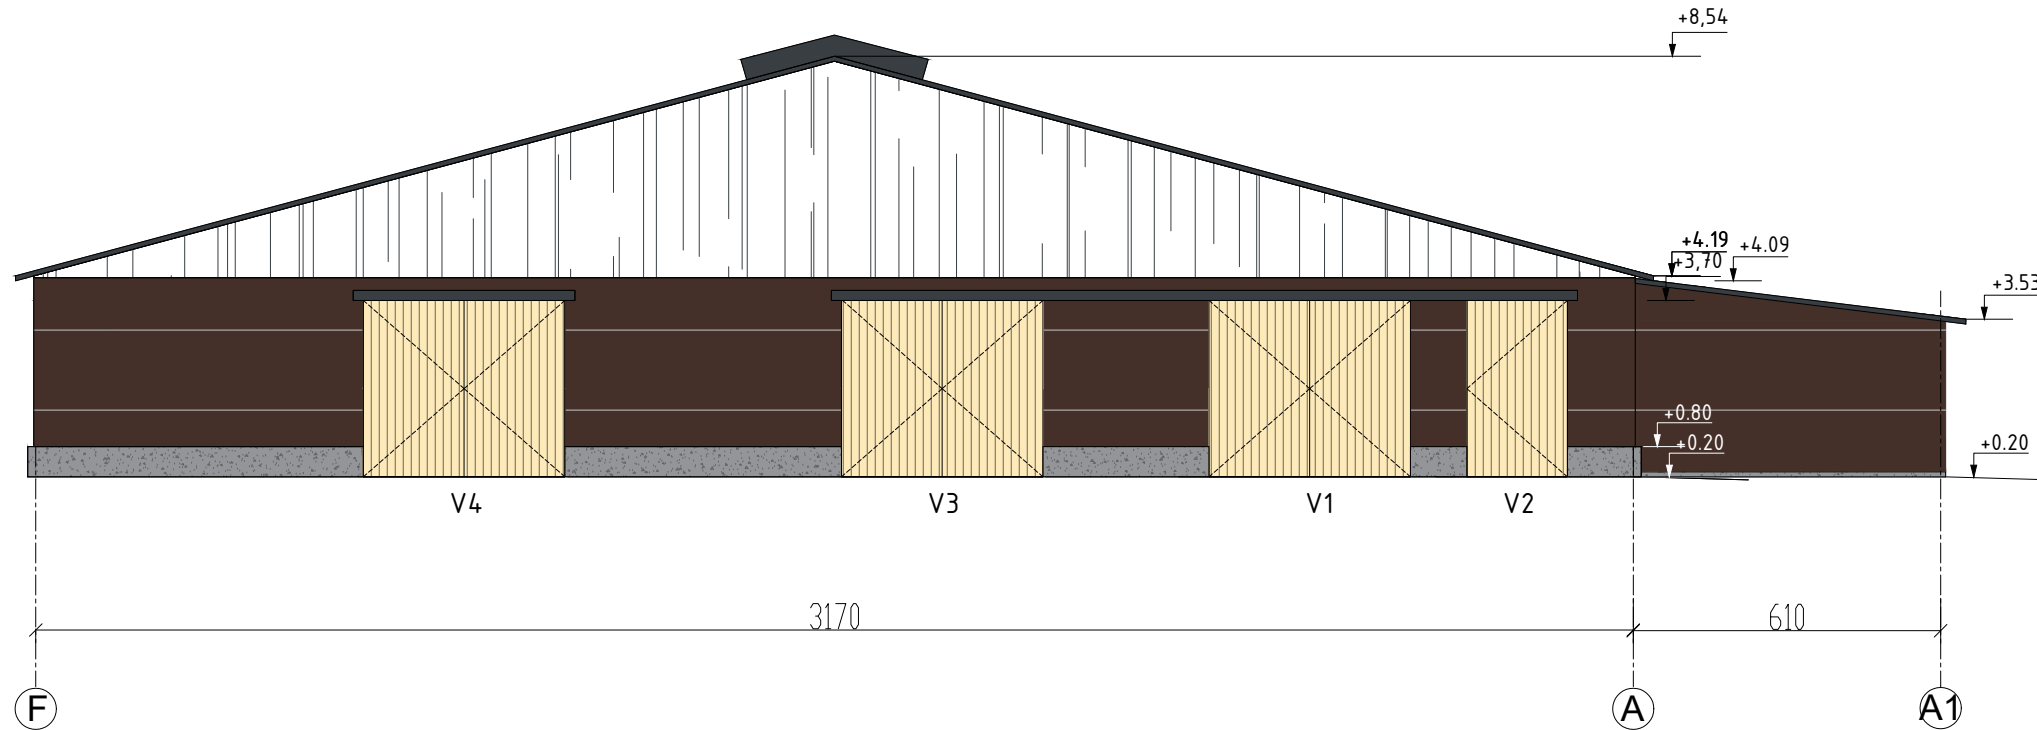 +8,54
+4.19
+4.09
+3,70
+3.53
+0.80
+0.20
+0.20
V4
V3
V1
V2
3170
610
F
A
A1